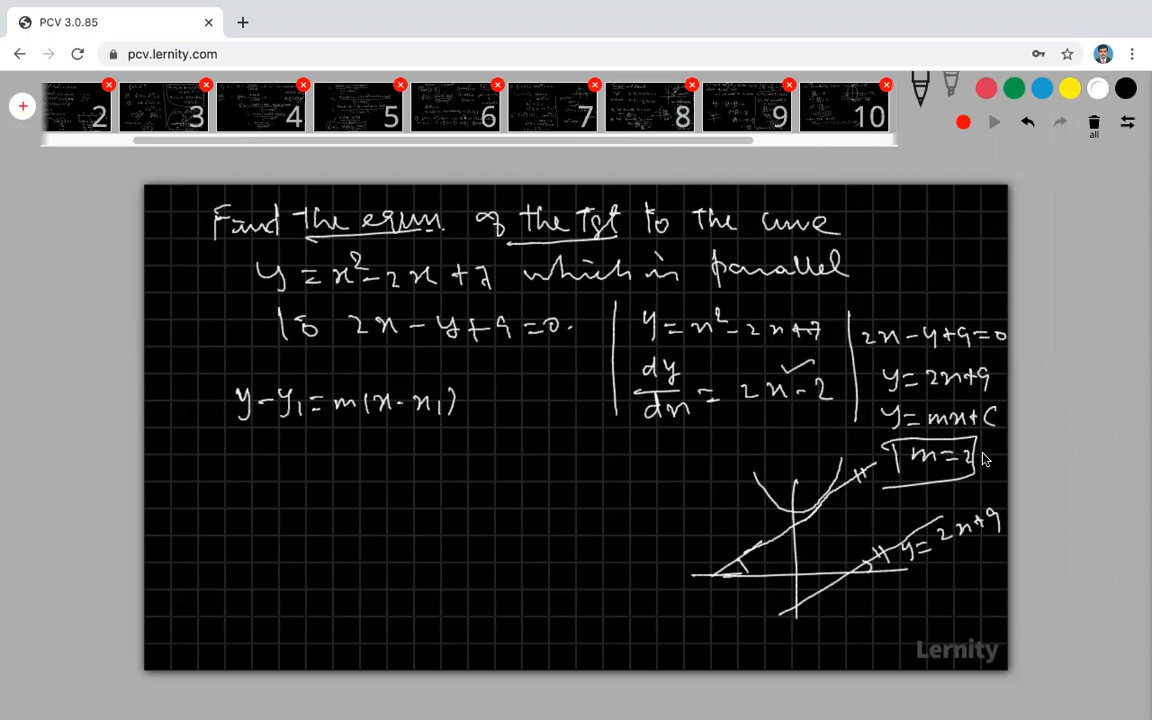 PCV 3.0.85
pcv.lernity.com
2 3 4 5 6 7 8 9 10
all
Find the equn. of the Tgt to the curve
y = x² - 2x + 7 which is parallel
to 2x - y + 9 = 0.
y - y₁ = m(x - x₁)
y = x² - 2x + 7
dy/dx = 2x - 2
2x - y + 9 = 0
y = 2x + 9
y = mx + C
m = 2
y = 2x + 9
Lernity